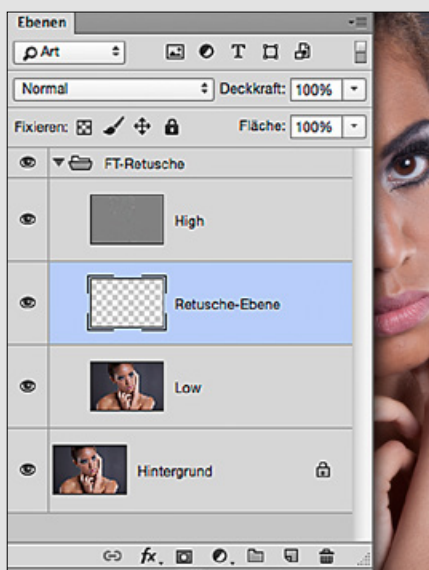 Ebenen
Art T
Normal Deckkraft: 100%
Fixieren: Fläche: 100%
FT-Retusche
High
Retusche-Ebene
Low
Hintergrund
fx